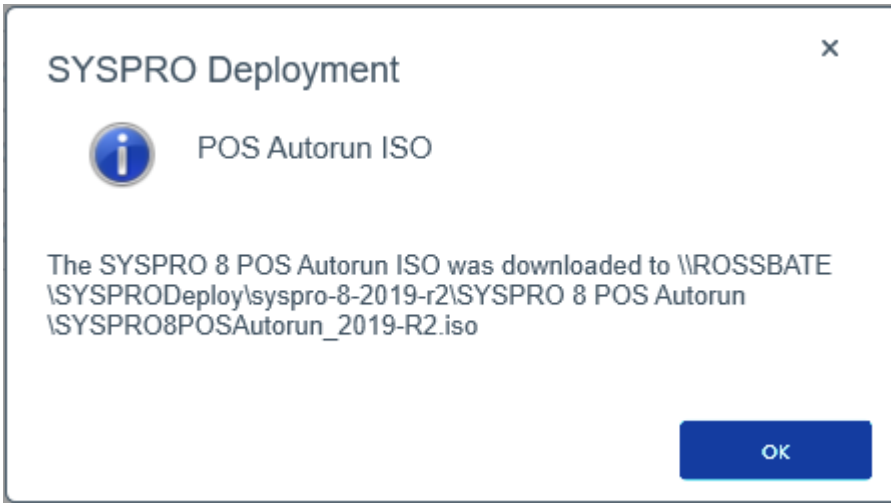 SYSPRO Deployment
POS Autorun ISO
The SYSPRO 8 POS Autorun ISO was downloaded to \\ROSSBATE
\SYSPRODeploy\syspro-8-2019-r2\SYSPRO 8 POS Autorun
\SYSPRO8POSAutorun_2019-R2.iso
OK